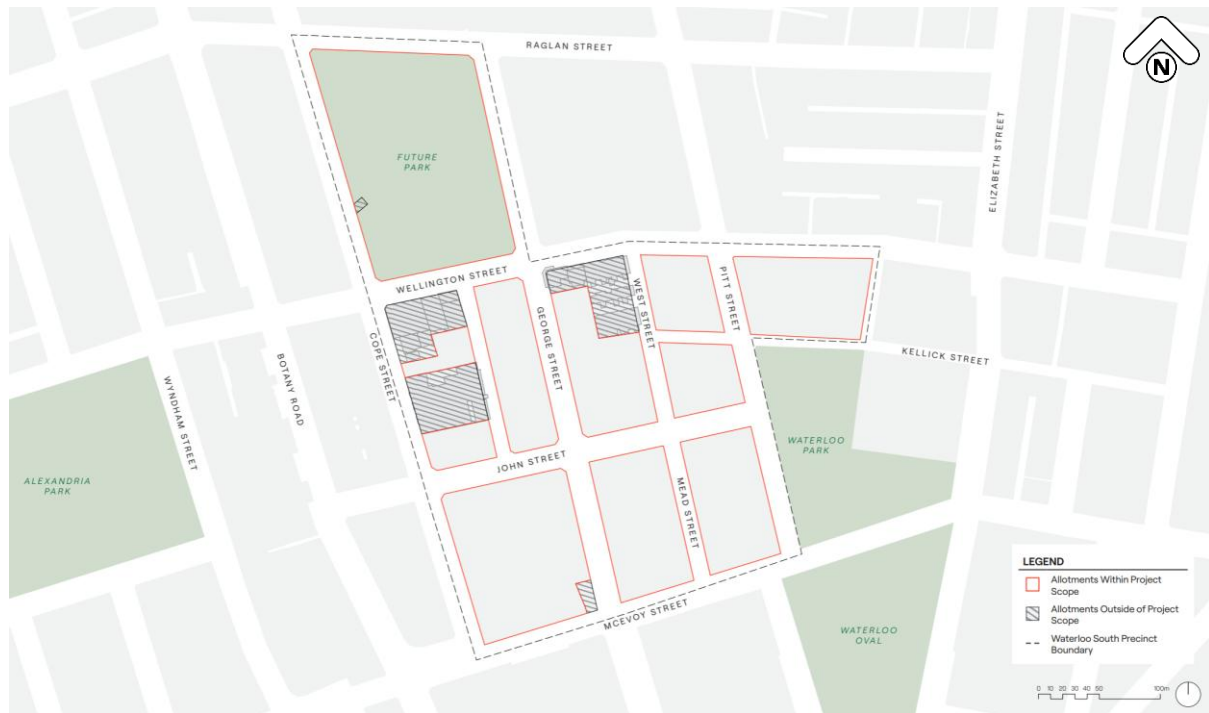 RAGLAN STREET
N
FUTURE
PARK
ELIZABETH STREET
WELLINGTON STREET
PITT STREET
WEST STREET
GEORGE STREET
COPE STREET
KELLICK STREET
BOTANY ROAD
WYNDHAM STREET
WATERLOO
PARK
JOHN STREET
ALEXANDRIA
PARK
MEAD STREET
MCEVOY STREET
WATERLOO
OVAL
LEGEND
Allotments Within Project
Scope
Allotments Outside of Project
Scope
Waterloo South Precinct
Boundary
0 10 20 30 40 50 100m